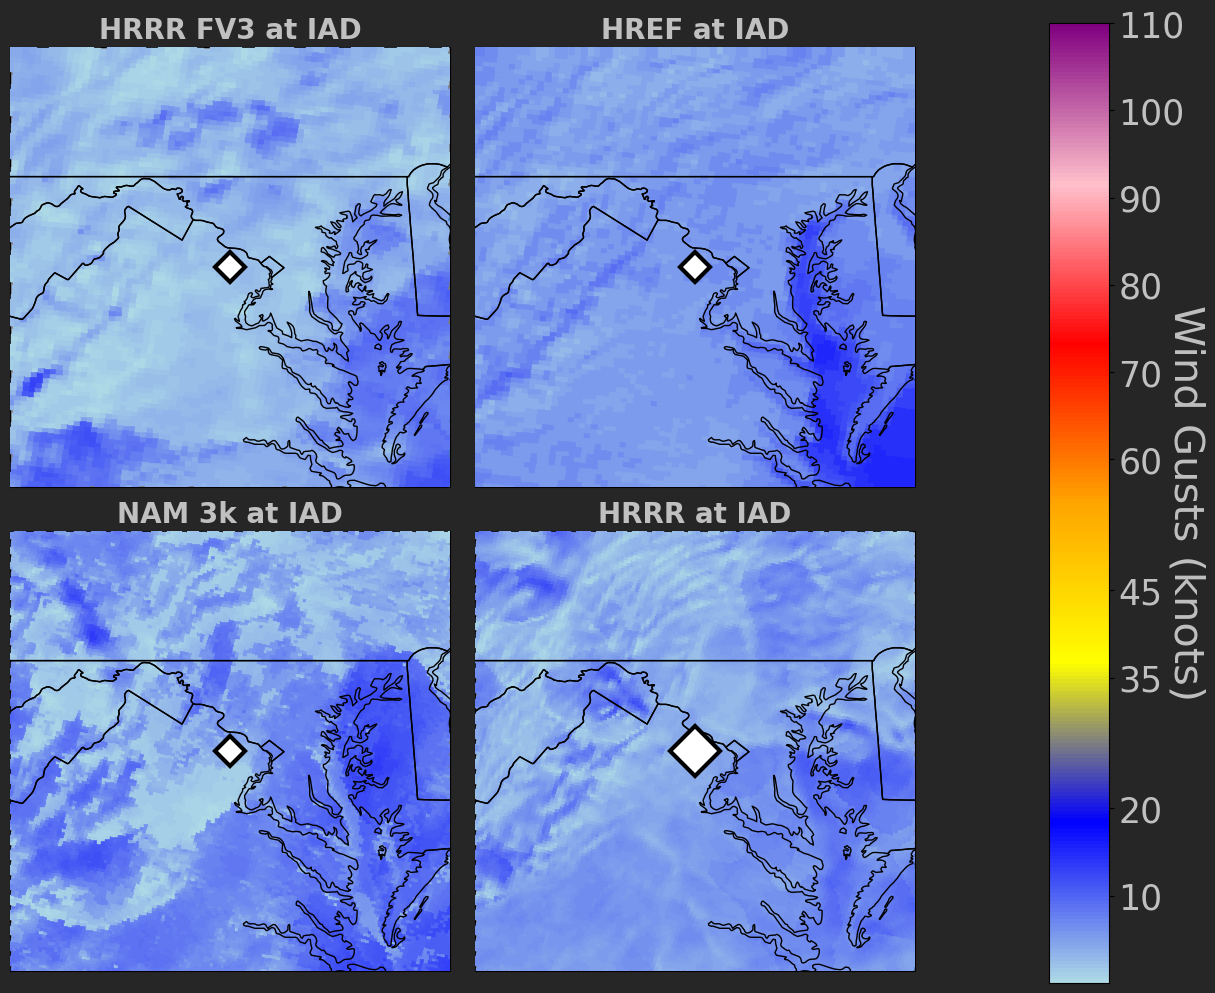 HRRR FV3 at IAD
HREF at IAD
NAM 3k at IAD
HRRR at IAD
110
100
90
80
70
60
45
35
20
10
Wind Gusts (knots)